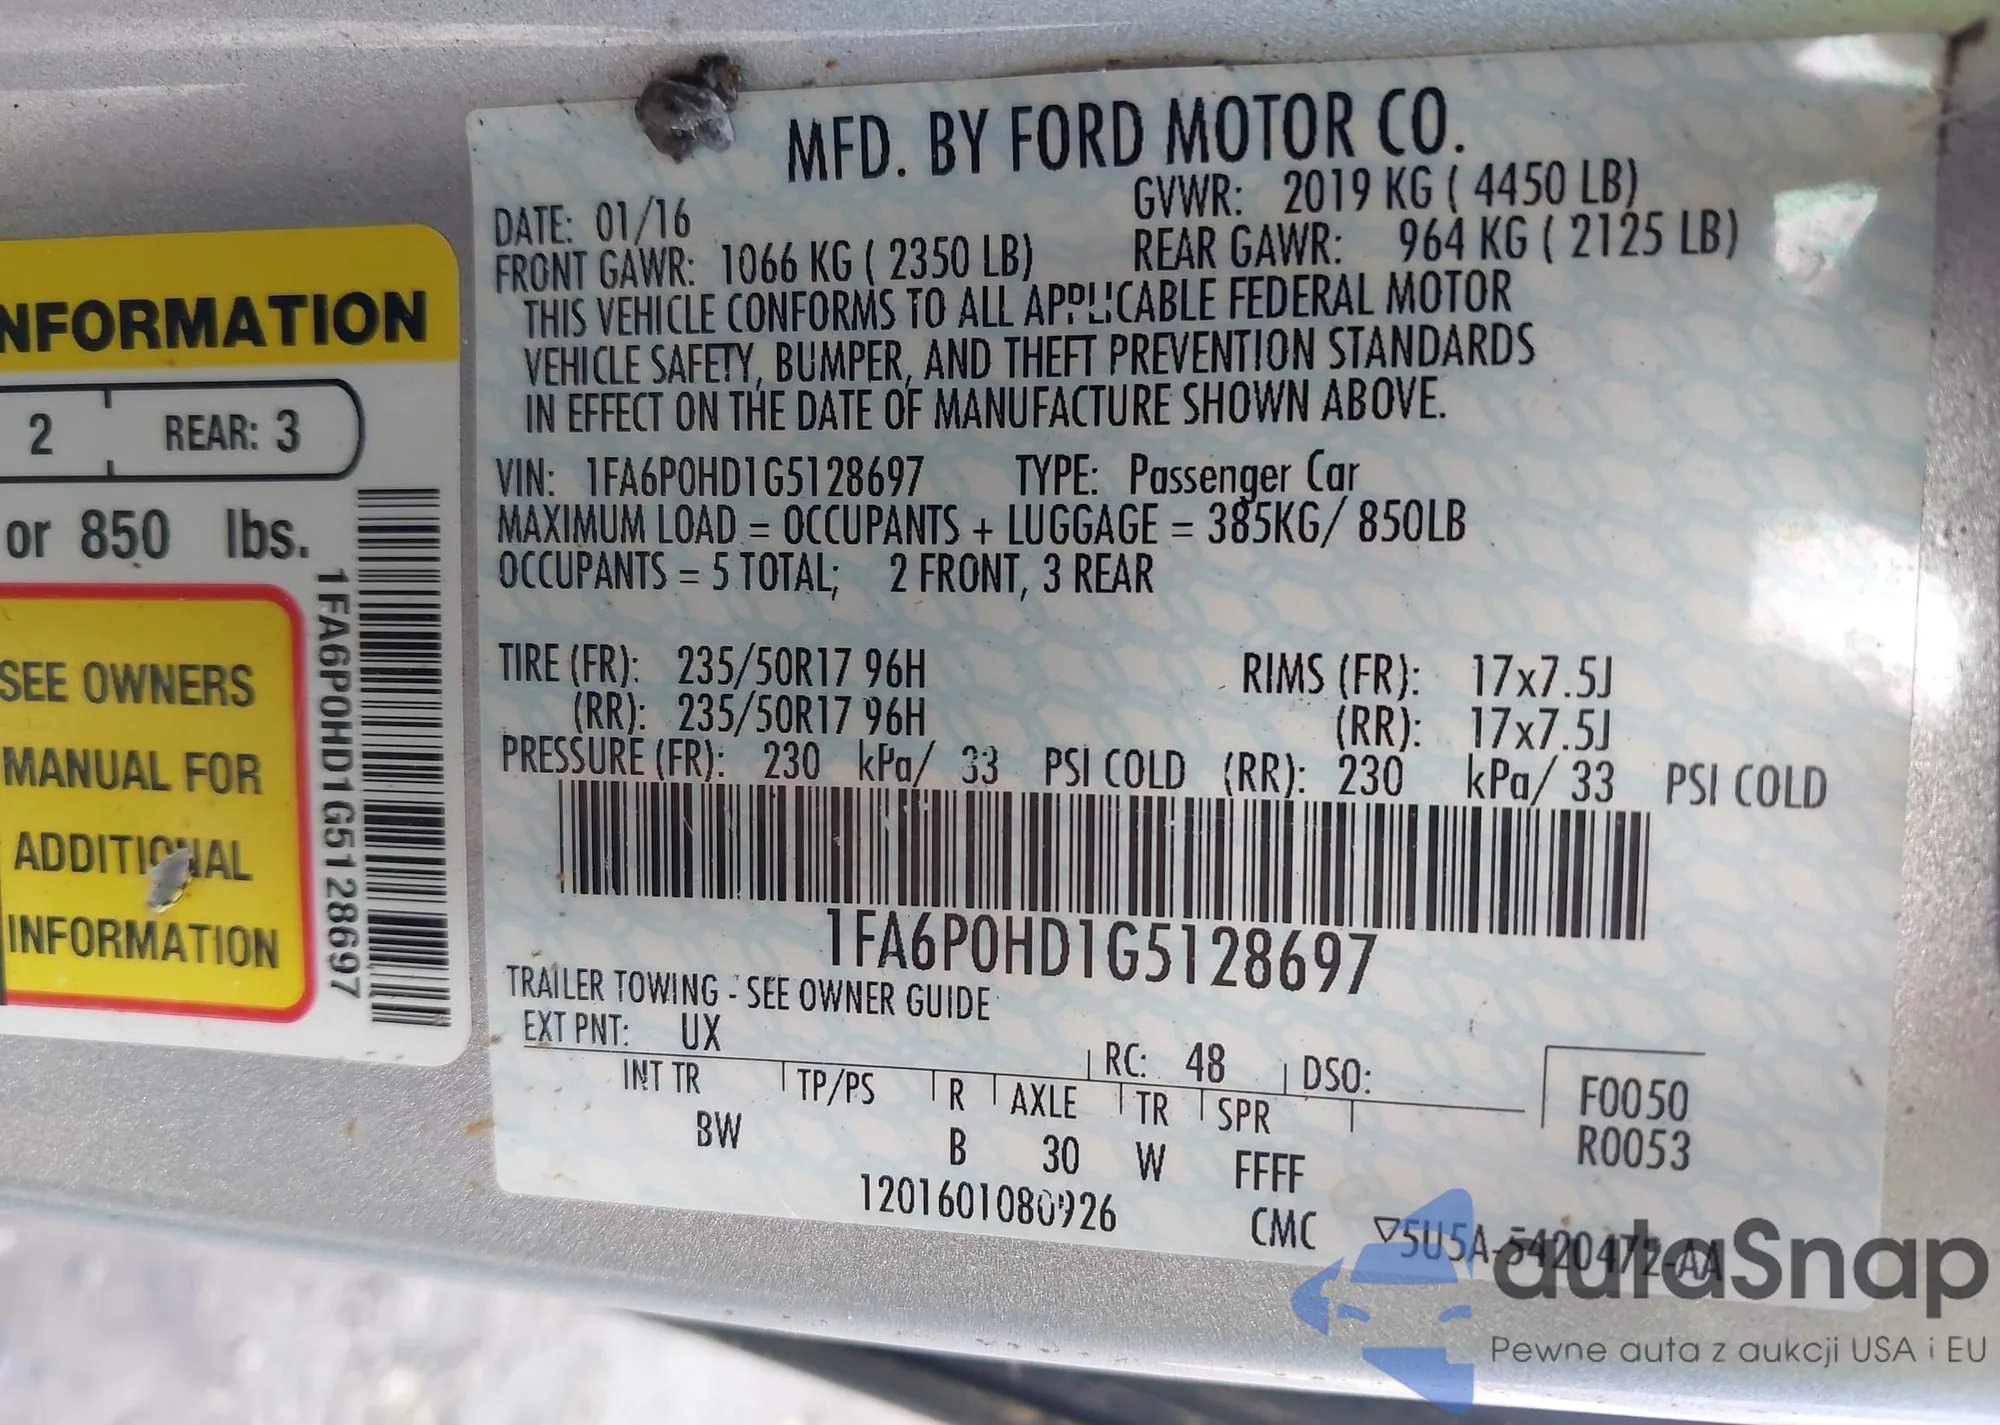 NFORMATION
2 REAR: 3
or 850 lbs.
SEE OWNERS
MANUAL FOR
ADDITIONAL
INFORMATION
1FA6P0HD1G5128697
MFD. BY FORD MOTOR CO.
DATE: 01/16 GVWR: 2019 KG ( 4450 LB)
FRONT GAWR: 1066 KG ( 2350 LB) REAR GAWR: 964 KG ( 2125 LB)
THIS VEHICLE CONFORMS TO ALL APPLICABLE FEDERAL MOTOR
VEHICLE SAFETY, BUMPER, AND THEFT PREVENTION STANDARDS
IN EFFECT ON THE DATE OF MANUFACTURE SHOWN ABOVE.
VIN: 1FA6P0HD1G5128697 TYPE: Passenger Car
MAXIMUM LOAD = OCCUPANTS + LUGGAGE = 385KG/ 850LB
OCCUPANTS = 5 TOTAL; 2 FRONT, 3 REAR
TIRE (FR): 235/50R17 96H RIMS (FR): 17x7.5J
(RR): 235/50R17 96H (RR): 17x7.5J
PRESSURE (FR): 230 kPa/ 33 PSI COLD (RR): 230 kPa/ 33 PSI COLD
1FA6P0HD1G5128697
TRAILER TOWING - SEE OWNER GUIDE
EXT PNT: UX RC: 48 DSO:
INT TR TP/PS R AXLE TR SPR
BW B 30 W FFFF
F0050
R0053
1201601080926
CMC ▽5U5A-5420472-AA
autaSnap
Pewne auta z aukcji USA i EU